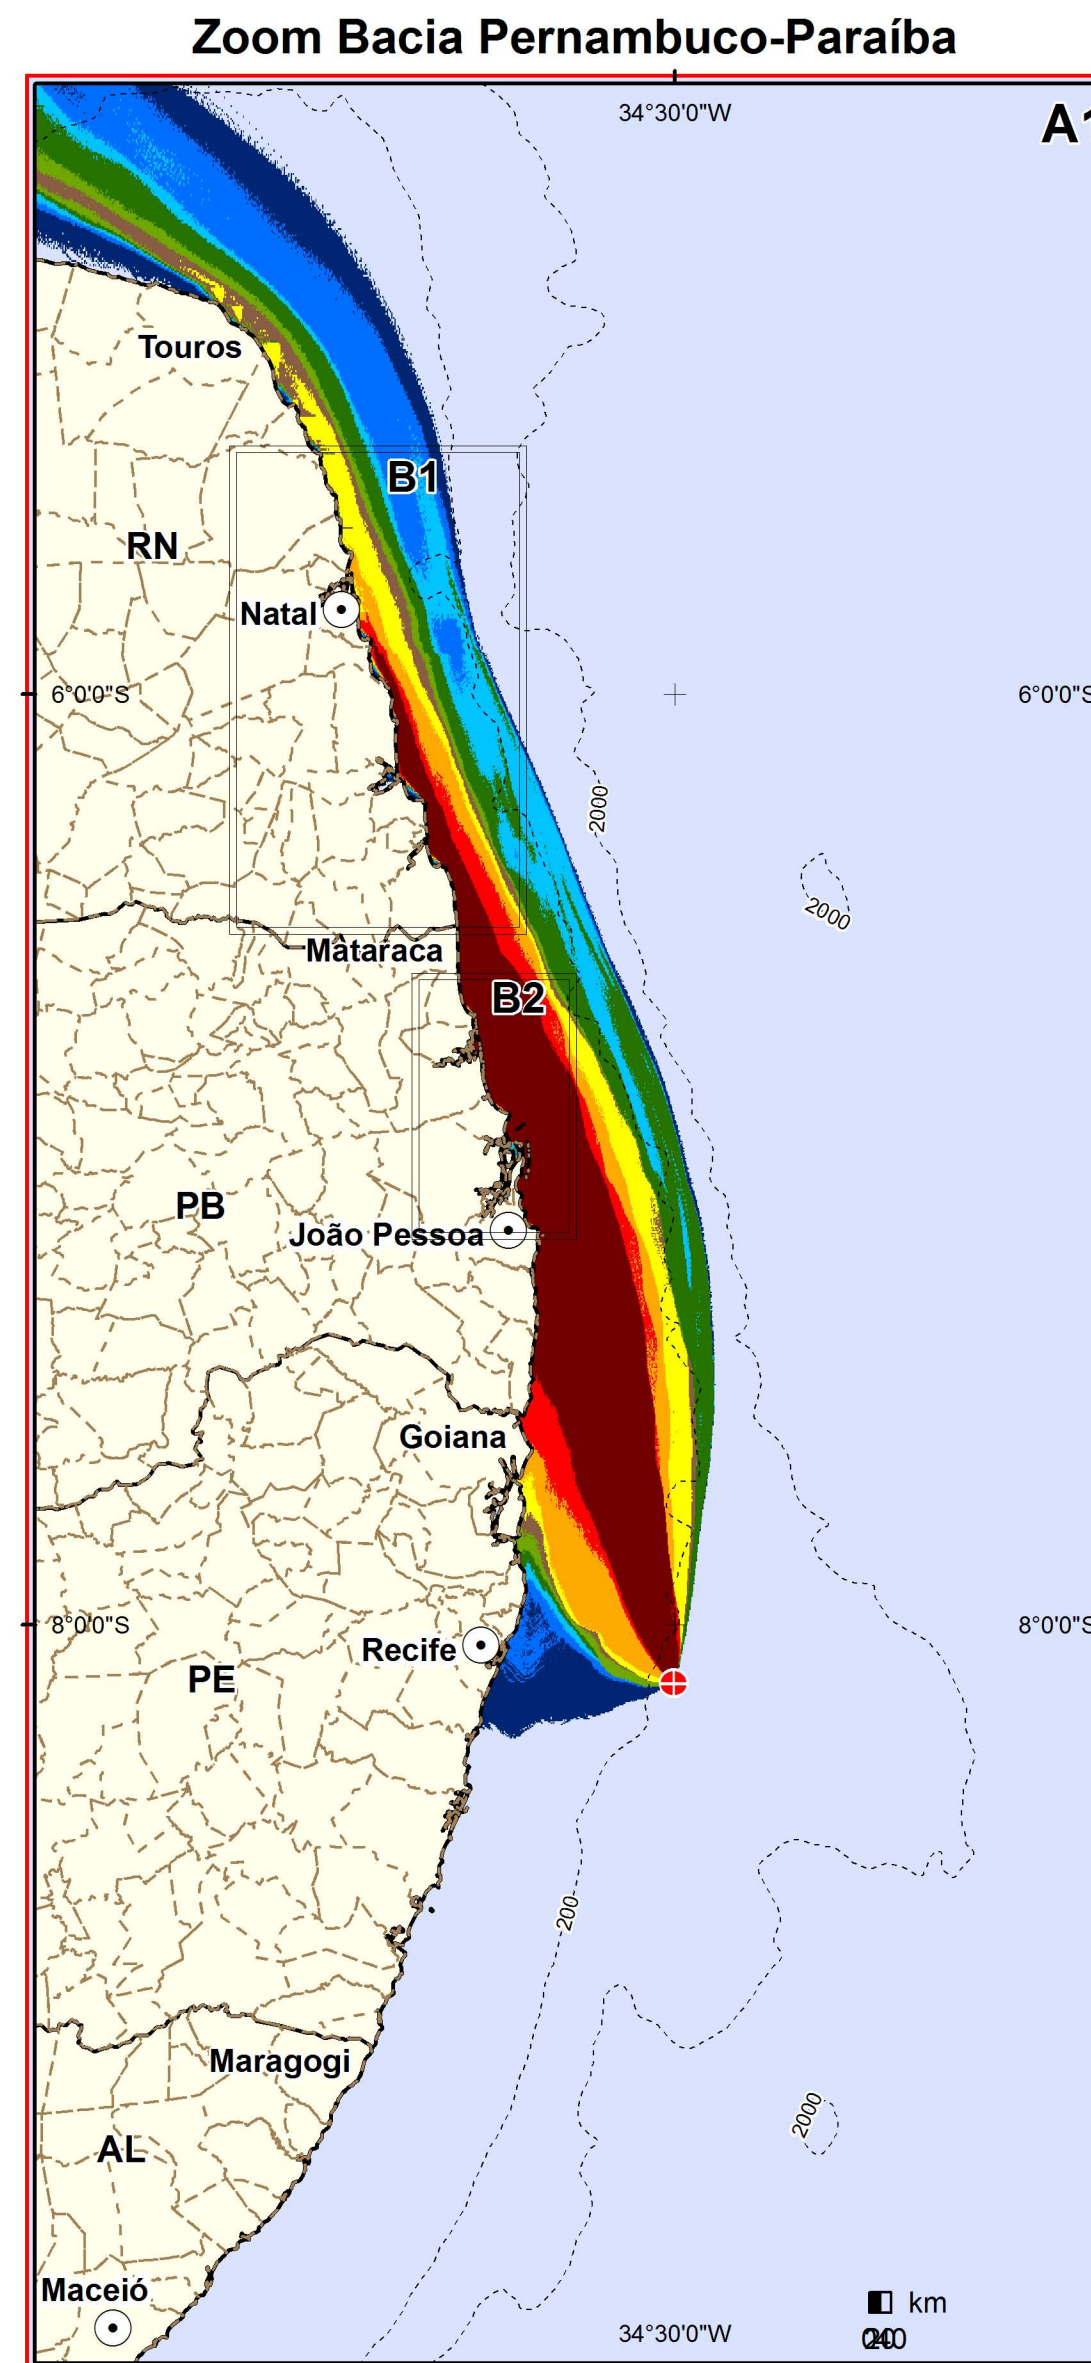 Zoom Bacia Pernambuco-Paraíba
34°30'0"W
A1
Touros
B1
RN
Natal
6°0'0"S
6°0'0"S
2000
2000
Mataraca
B2
PB
João Pessoa
Goiana
8°0'0"S
8°0'0"S
Recife
PE
200
Maragogi
2000
AL
Maceió
km
34°30'0"W